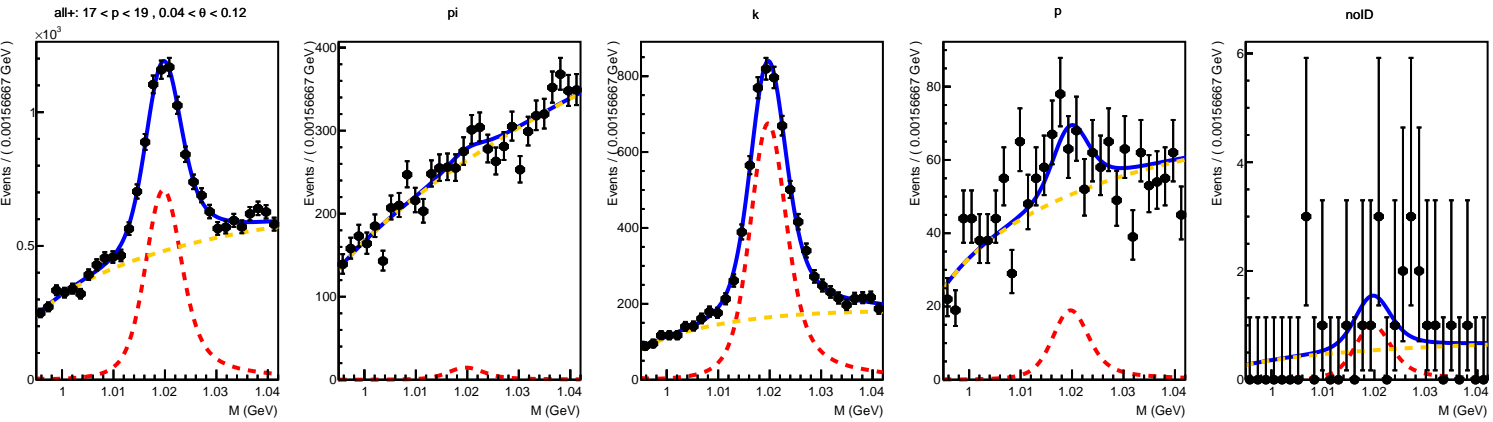 all+: 17 < p < 19 , 0.04 < θ < 0.12
×10³
Events / ( 0.00156667 GeV )
1
0.5
0
1 1.01 1.02 1.03 1.04
M (GeV)
pi
Events / ( 0.00156667 GeV )
400
300
200
100
0
1 1.01 1.02 1.03 1.04
M (GeV)
k
Events / ( 0.00156667 GeV )
800
600
400
200
0
1 1.01 1.02 1.03 1.04
M (GeV)
p
Events / ( 0.00156667 GeV )
80
60
40
20
0
1 1.01 1.02 1.03 1.04
M (GeV)
noID
Events / ( 0.00156667 GeV )
6
4
2
0
1 1.01 1.02 1.03 1.04
M (GeV)